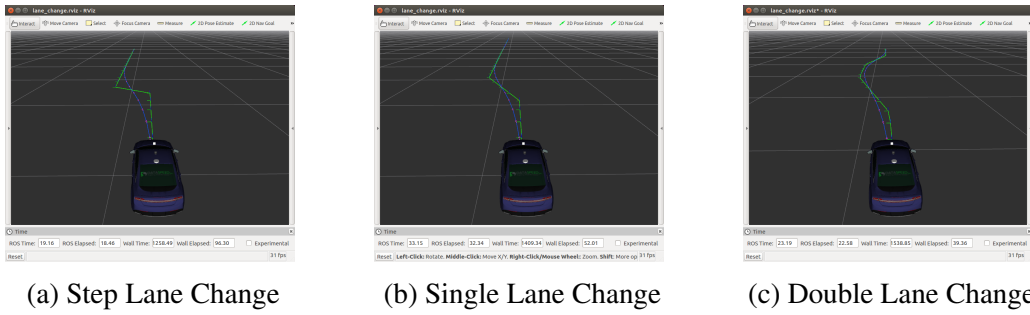 lane_change.rviz - RViz
Interact Move Camera Select Focus Camera Measure 2D Pose Estimate 2D Nav Goal
Time
ROS Time: 19.16 ROS Elapsed: 18.46 Wall Time: 1258.49 Wall Elapsed: 96.30 Experimental
Reset 31 fps
(a) Step Lane Change
lane_change.rviz - RViz
Interact Move Camera Select Focus Camera Measure 2D Pose Estimate 2D Nav Goal
Time
ROS Time: 33.15 ROS Elapsed: 32.34 Wall Time: 1409.34 Wall Elapsed: 52.01 Experimental
Reset Left-Click: Rotate. Middle-Click: Move X/Y. Right-Click/Mouse Wheel: Zoom. Shift: More op 31 fps
(b) Single Lane Change
lane_change.rviz* - RViz
Interact Move Camera Select Focus Camera Measure 2D Pose Estimate 2D Nav Goal
Time
ROS Time: 23.19 ROS Elapsed: 22.58 Wall Time: 1538.85 Wall Elapsed: 39.36 Experimental
Reset 31 fps
(c) Double Lane Change